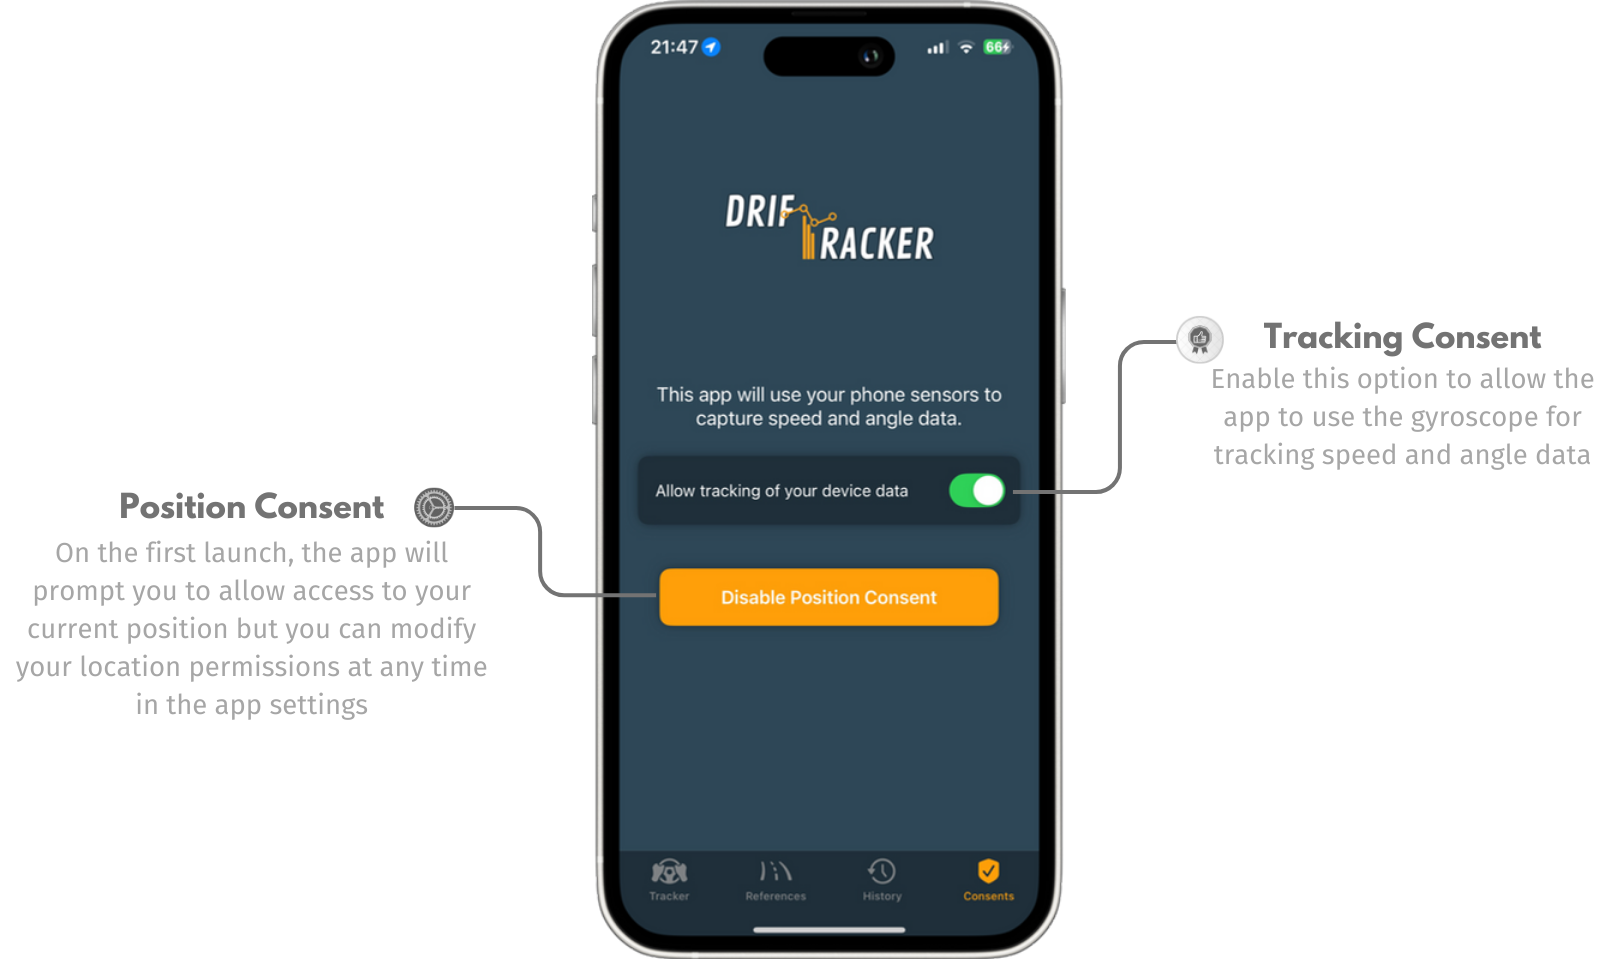 21:47
66
DRIF
TRACKER
This app will use your phone sensors to
capture speed and angle data.
Allow tracking of your device data
Disable Position Consent
Tracker
References
History
Consents
Position Consent
On the first launch, the app will
prompt you to allow access to your
current position but you can modify
your location permissions at any time
in the app settings
Tracking Consent
Enable this option to allow the
app to use the gyroscope for
tracking speed and angle data